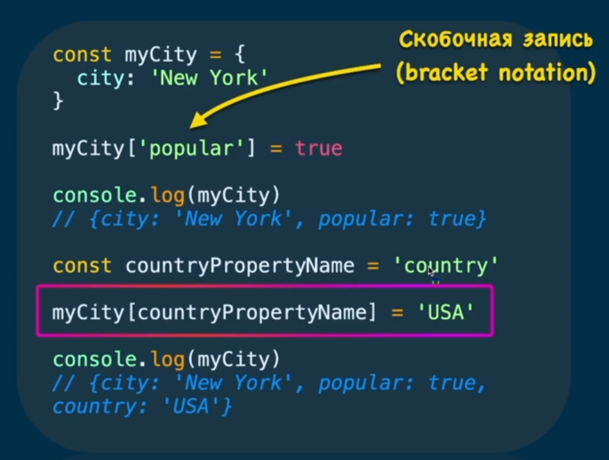 Скобочная запись
(bracket notation)
const myCity = {
  city: 'New York'
}
myCity['popular'] = true
console.log(myCity)
// {city: 'New York', popular: true}
const countryPropertyName = 'country'
myCity[countryPropertyName] = 'USA'
console.log(myCity)
// {city: 'New York', popular: true,
country: 'USA'}